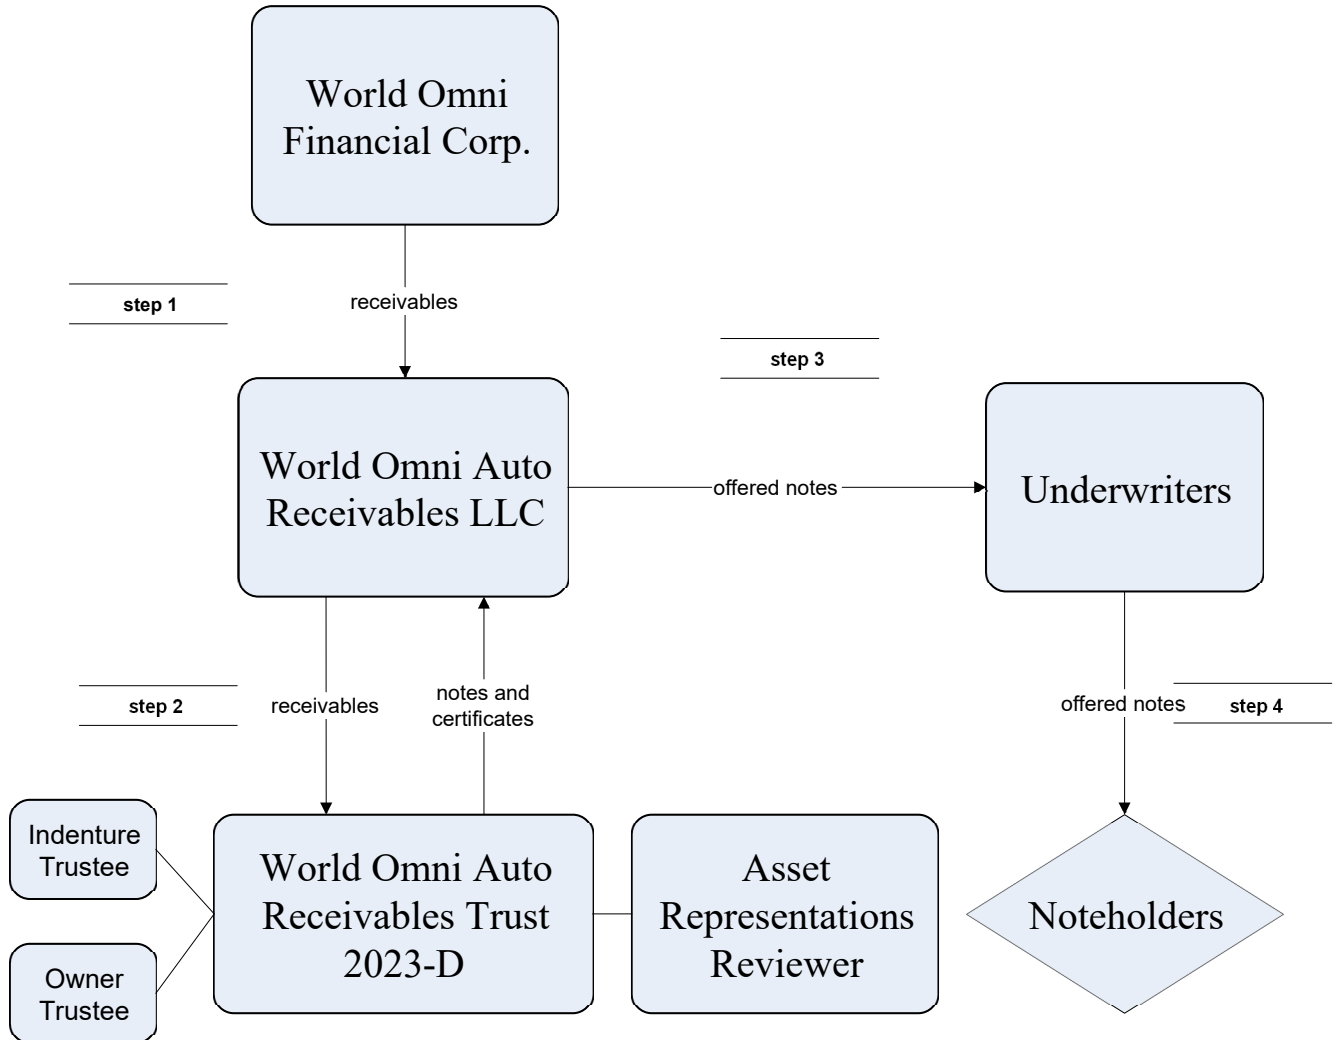 World Omni
Financial Corp.
step 1
receivables
step 3
World Omni Auto
Receivables LLC
offered notes
Underwriters
step 2
receivables
notes and
certificates
offered notes
step 4
Indenture
Trustee
Owner
Trustee
World Omni Auto
Receivables Trust
2023-D
Asset
Representations
Reviewer
Noteholders